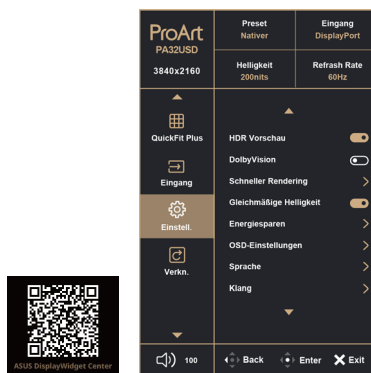 ProArt
PA32USD
3840x2160
Preset
Nativer
Eingang
DisplayPort
Helligkeit
200nits
Refrash Rate
60Hz
QuickFit Plus
Eingang
Einstell.
Verkn.
HDR Vorschau
DolbyVision
Schneller Rendering
Gleichmäßige Helligkeit
Energiesparen
OSD-Einstellungen
Sprache
Klang
100
Back
Enter
Exit
ASUS DisplayWidget Center